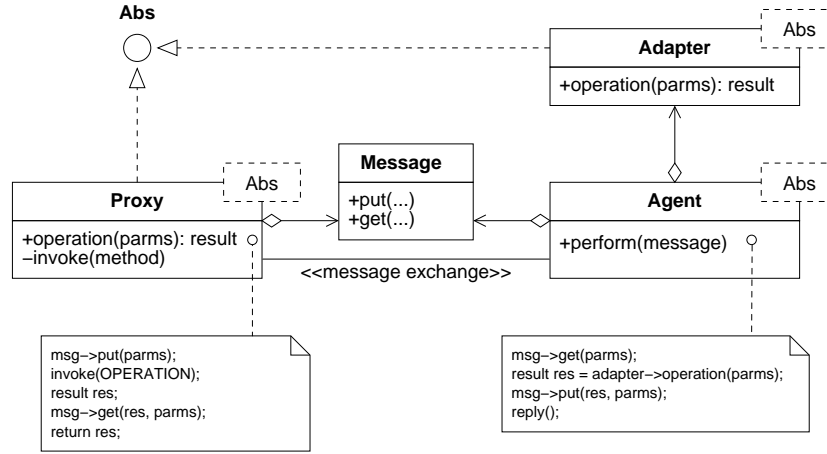 Abs
Abs
Adapter
+operation(parms): result
Message
+put(...)
+get(...)
Abs
Proxy
+operation(parms): result
−invoke(method)
Abs
Agent
+perform(message)
<<message exchange>>
msg−>put(parms);
invoke(OPERATION);
result res;
msg−>get(res, parms);
return res;
msg−>get(parms);
result res = adapter−>operation(parms);
msg−>put(res, parms);
reply();